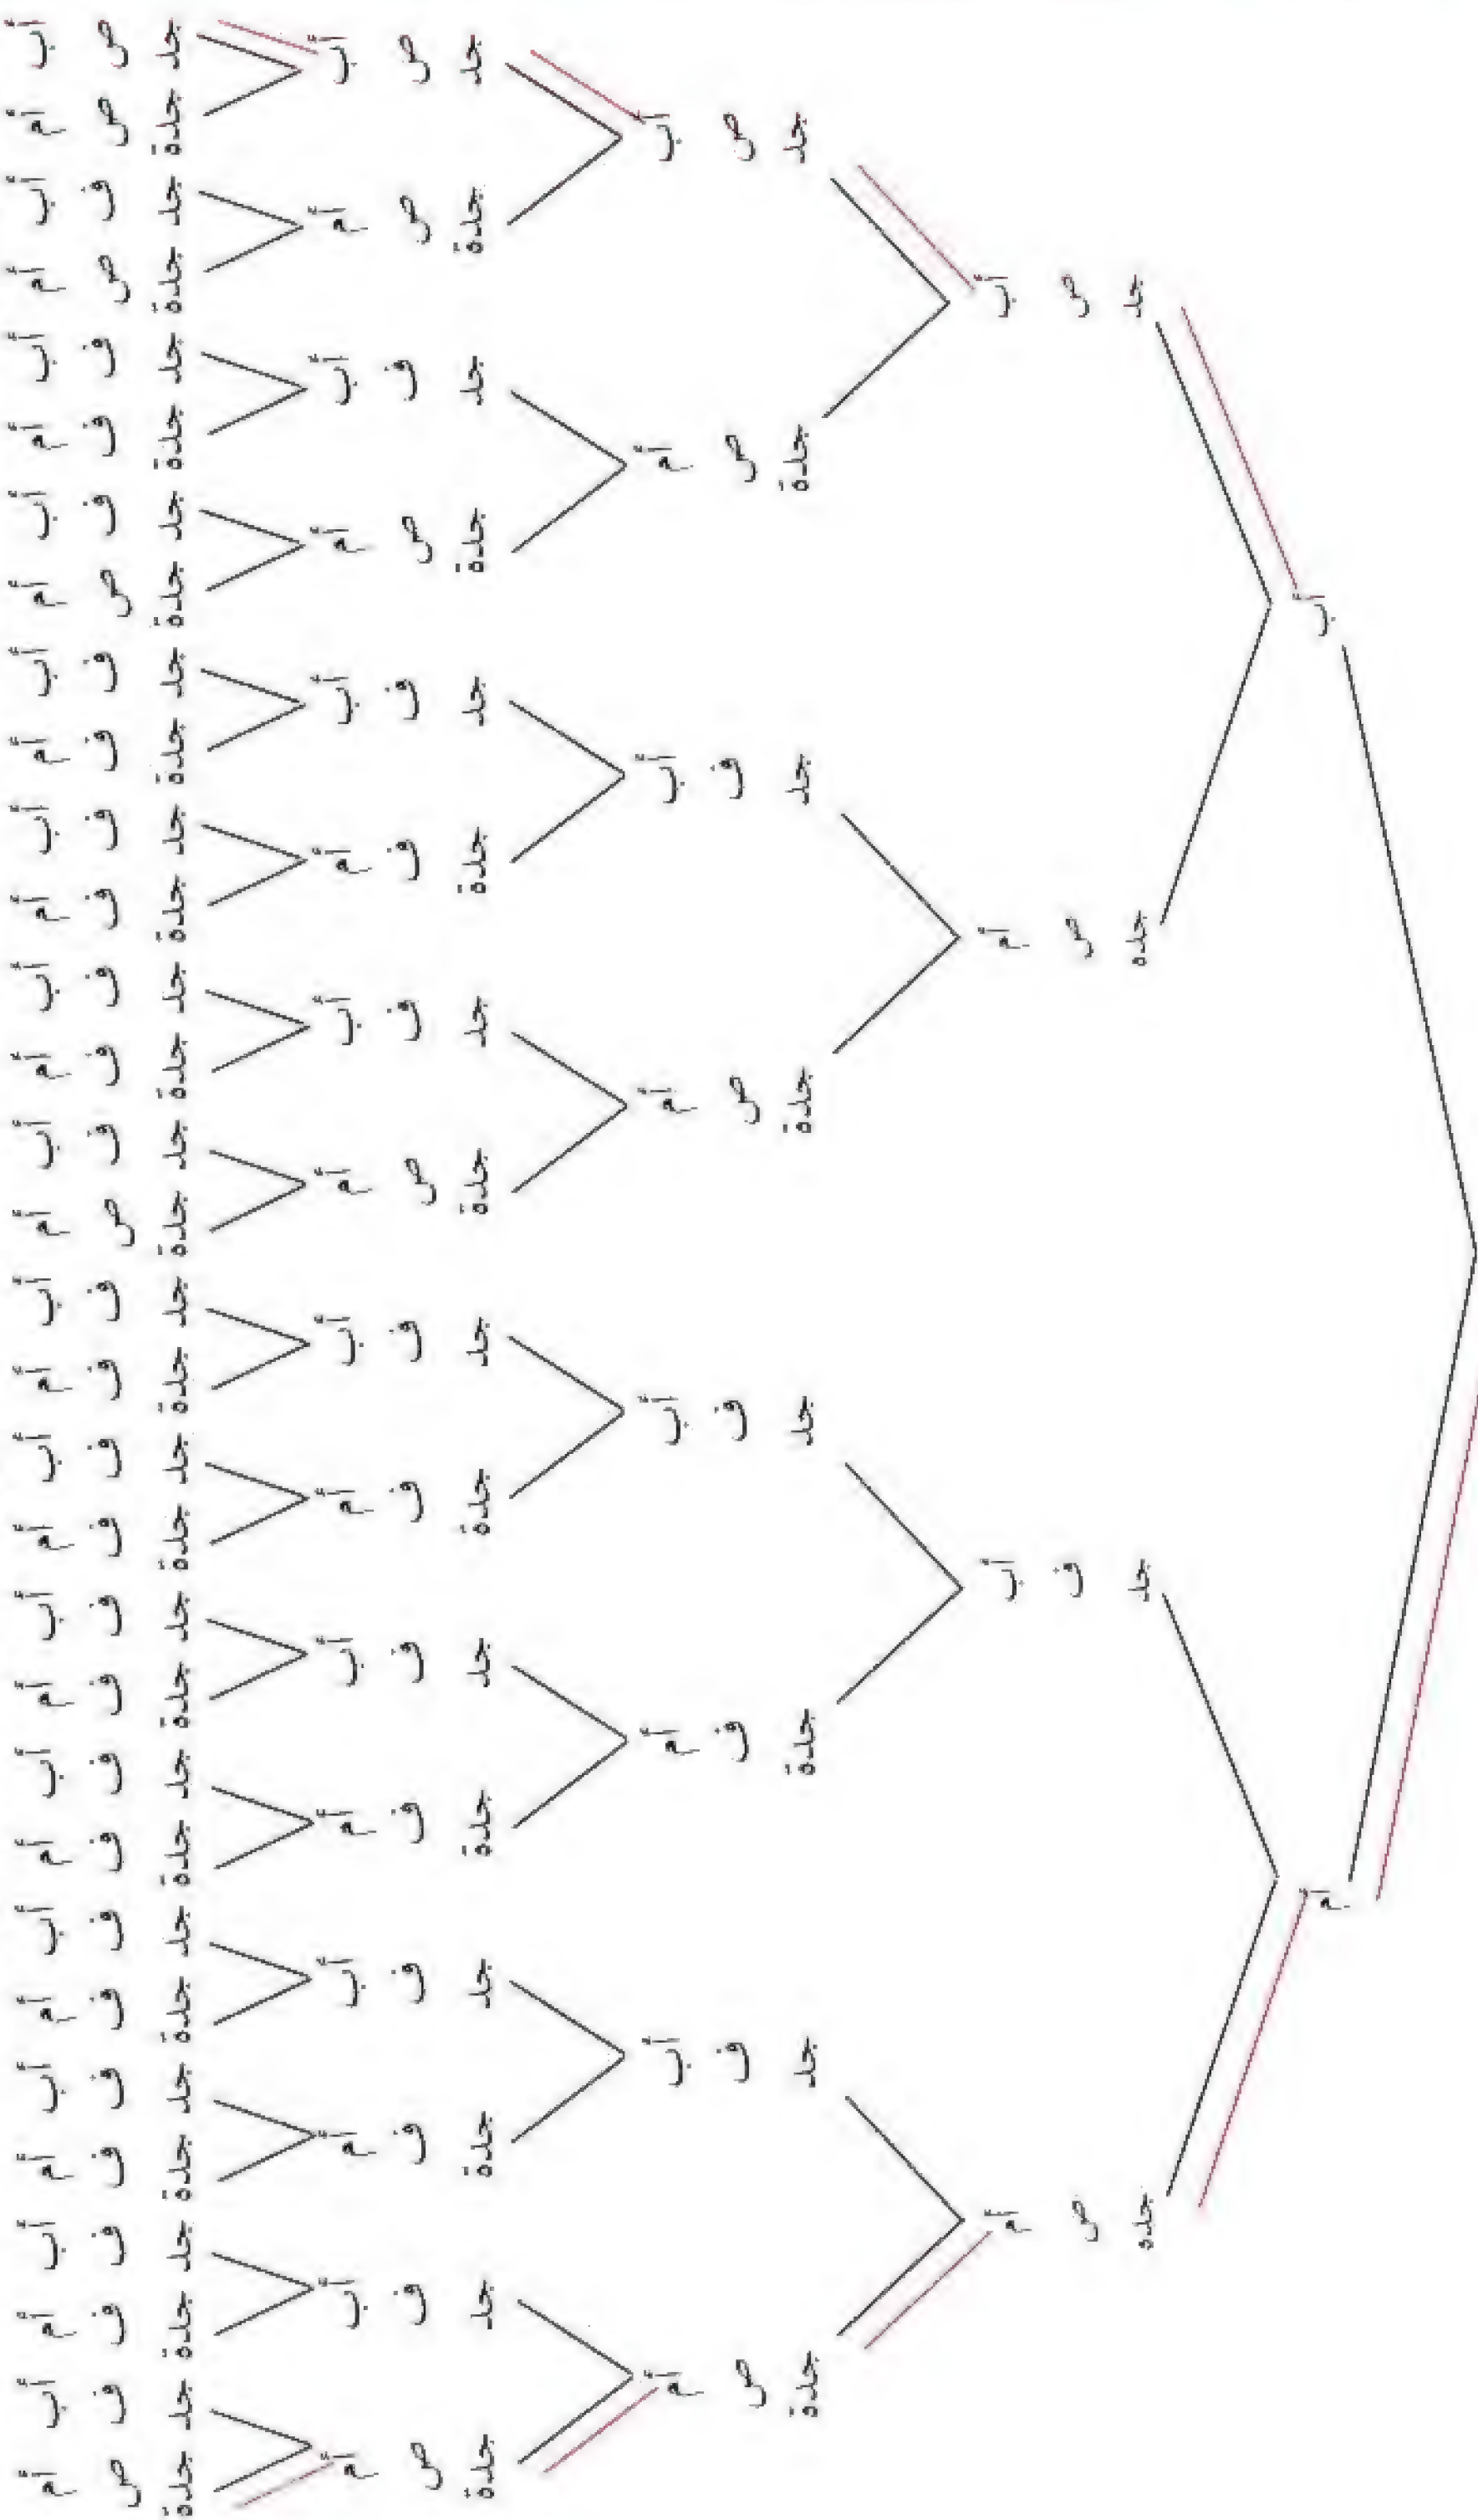 أب أم أب أم أب أم أب أم أب أم أب أم أب أم أب أم أب أم أب أم أب أم أب أم أب أم أب أم أب أم أب أم
ص ص ف ص ف ف ف ص ف ف ف ف ف ف ف ص ف ف ف ف ف ف ف ف ف ف ف ف ف ف ف ص
جد جدة جد جدة جد جدة جد جدة جد جدة جد جدة جد جدة جد جدة جد جدة جد جدة جد جدة جد جدة جد جدة جد جدة جد جدة جد جدة
أب أم أب أم أب أم أب أم أب أم أب أم أب أم أب أم
ص ص ف ص ف ف ف ص ف ف ف ف ف ف ف ص
جد جدة جد جدة جد جدة جد جدة جد جدة جد جدة جد جدة جد جدة
أب أم أب أم أب أم أب أم
ص ص ف ص ف ف ف ص
جد جدة جد جدة جد جدة جد جدة
أب أم أب أم
ص ص ف ص
جد جده جد جده
أب أم